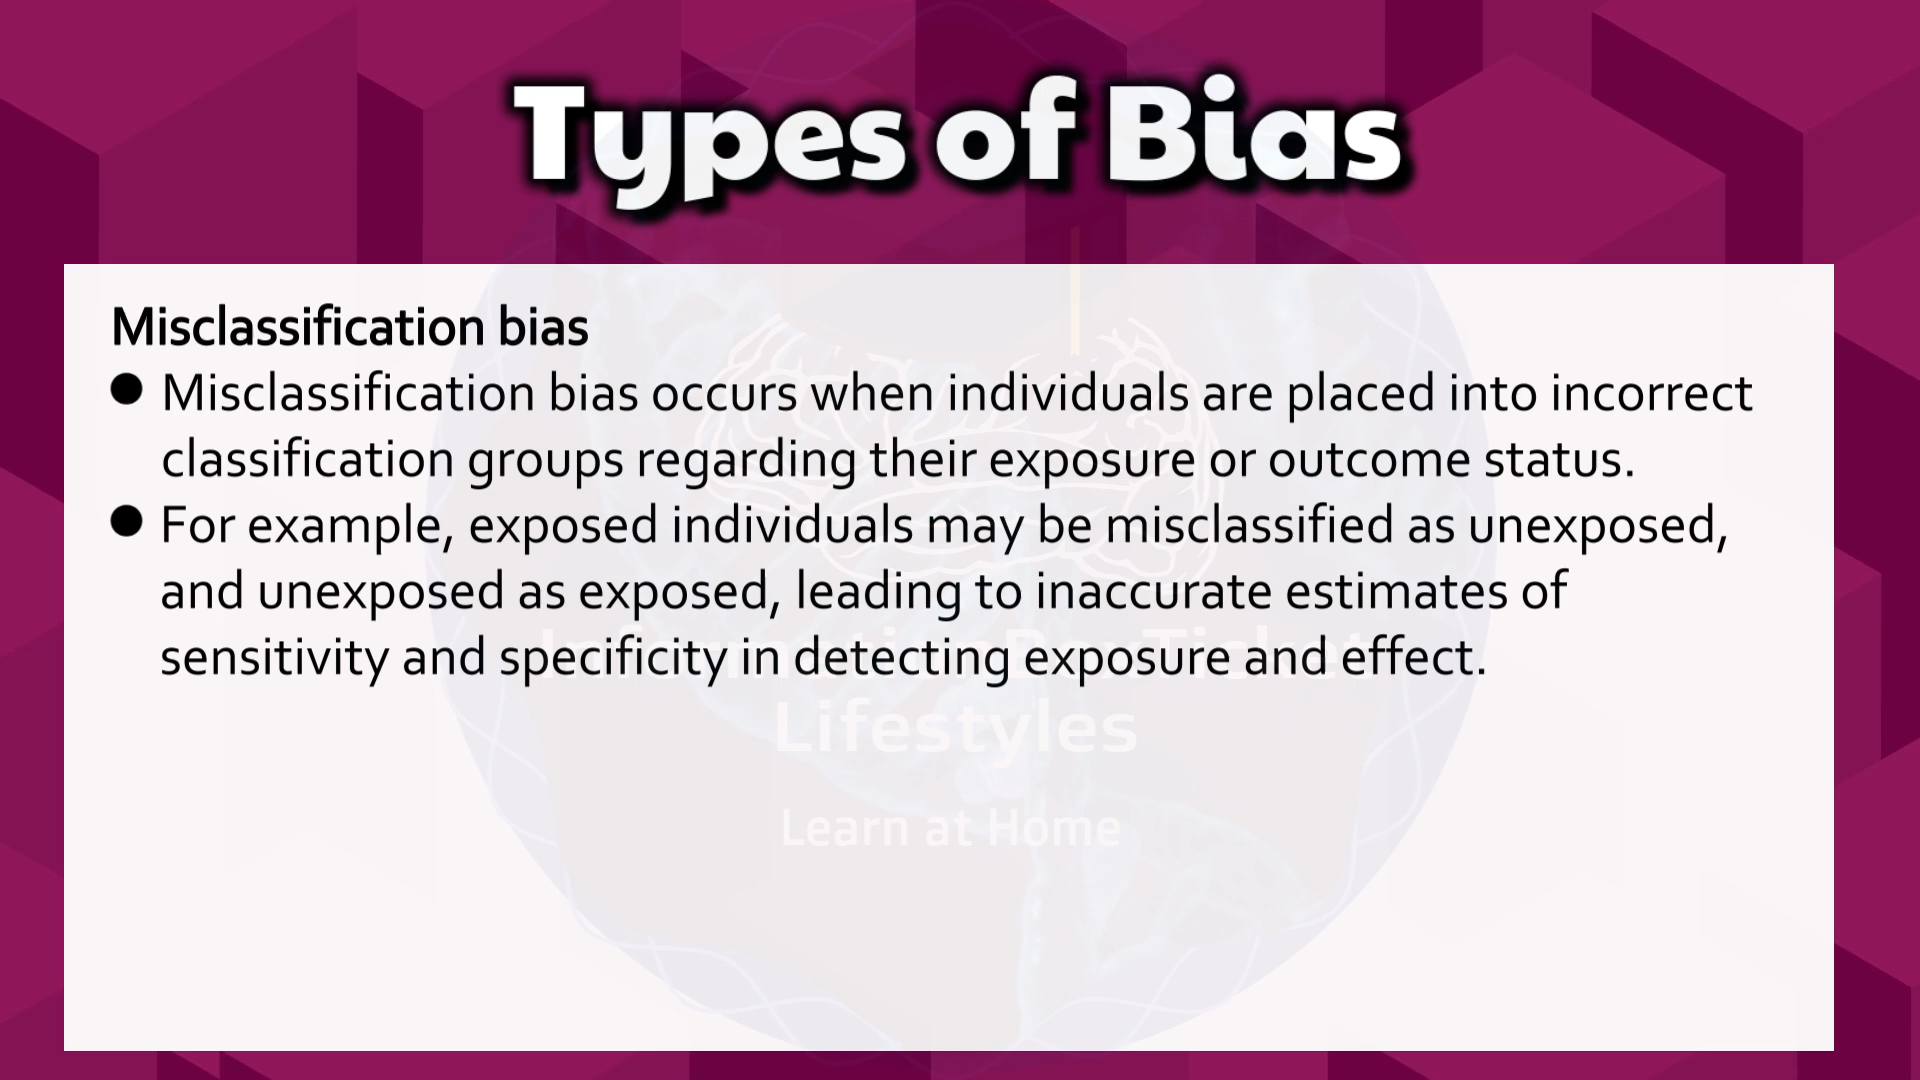 Types of Bias
Misclassification bias
● Misclassification bias occurs when individuals are placed into incorrect
classification groups regarding their exposure or outcome status.
● For example, exposed individuals may be misclassified as unexposed,
and unexposed as exposed, leading to inaccurate estimates of
sensitivity and specificity in detecting exposure and effect.
Lifestyles
Learn at Home